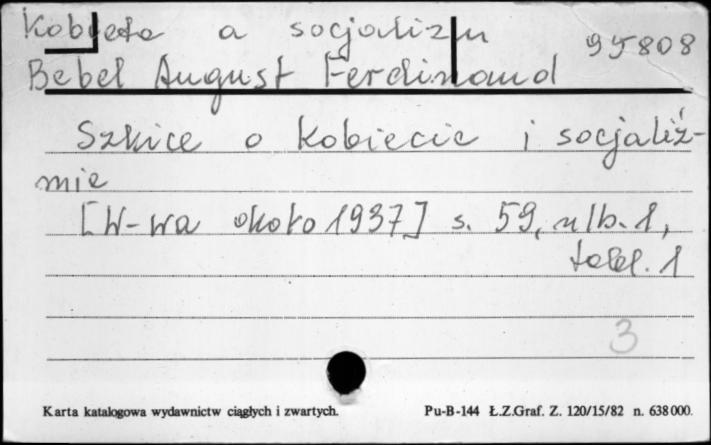 Kobieta a socjalizm
95808
Bebel August Ferdinand
Szkice o kobiecie i socjaliź-
mie
[W-wa około 1937] s. 59, nlb. 1,
tabl. 1
3
Karta katalogowa wydawnictw ciągłych i zwartych.
Pu-B-144 Ł.Z.Graf. Z. 120/15/82 n. 638000.